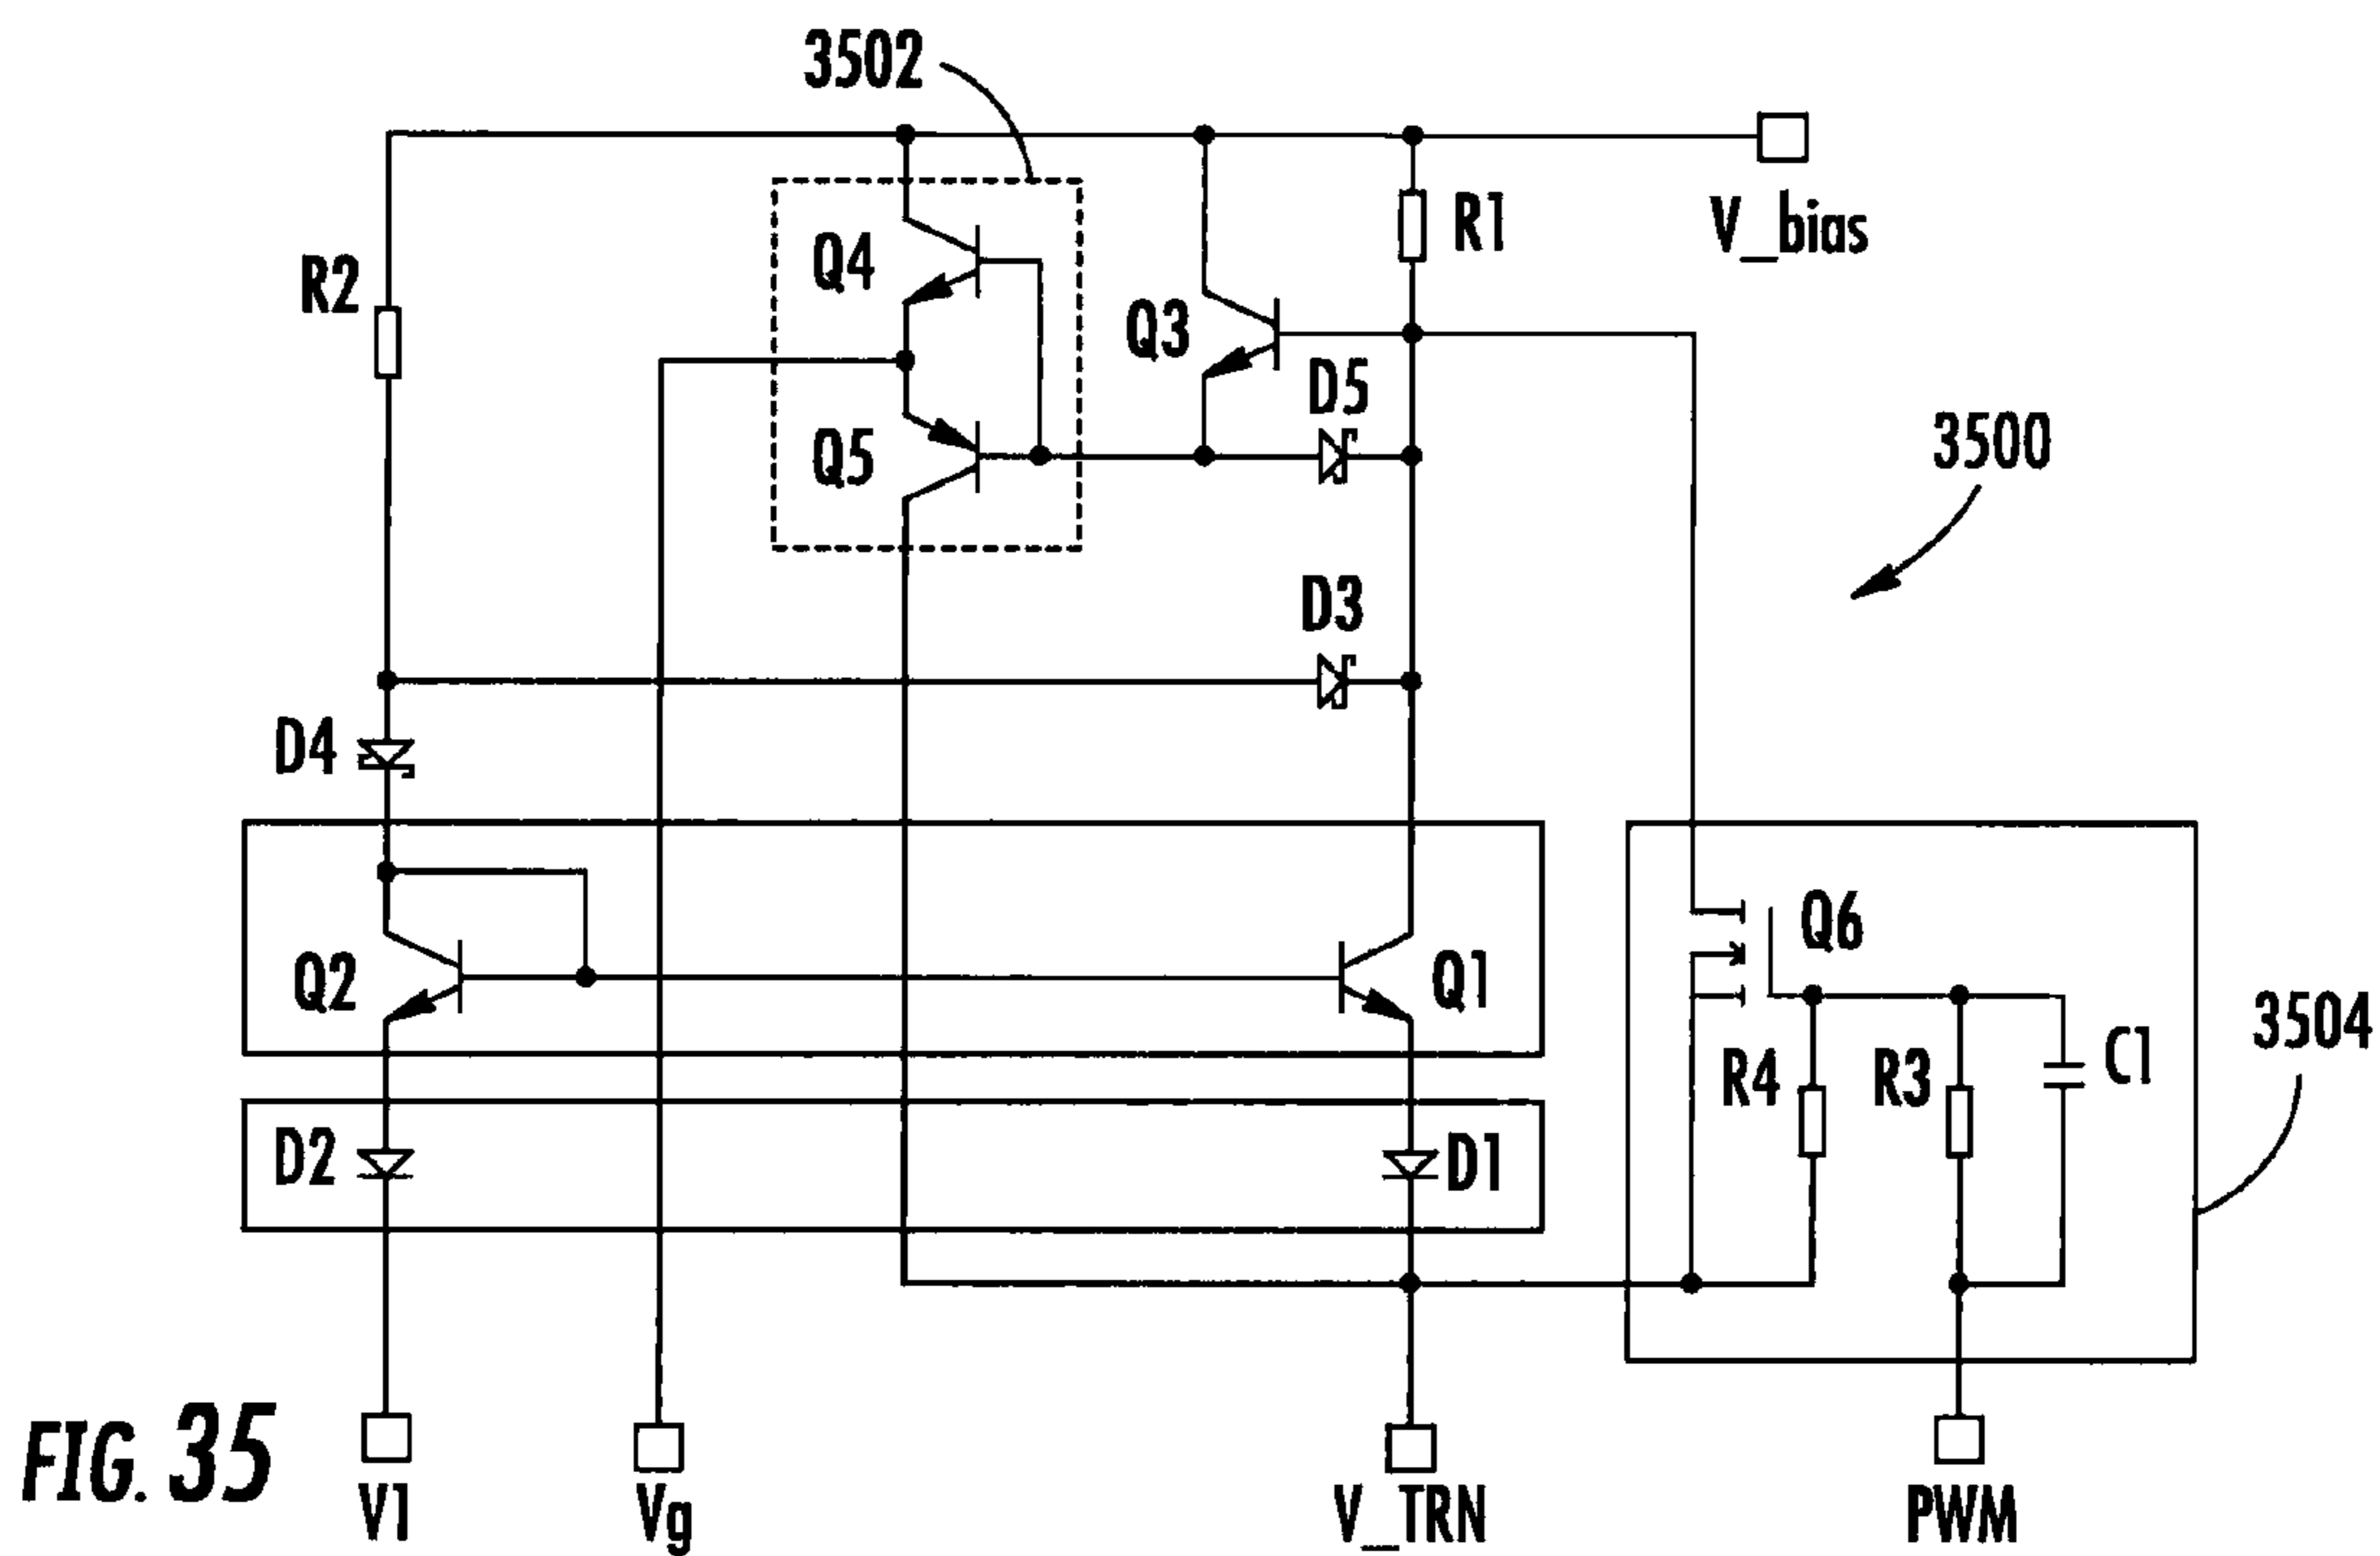 3502
V_bias
R1
R2
Q4
Q3
D5
Q5
3500
D3
D4
Q2
Q1
Q6
3504
R4
R3
C1
D2
D1
FIG. 35
V1
Vg
V_TRN
PWM